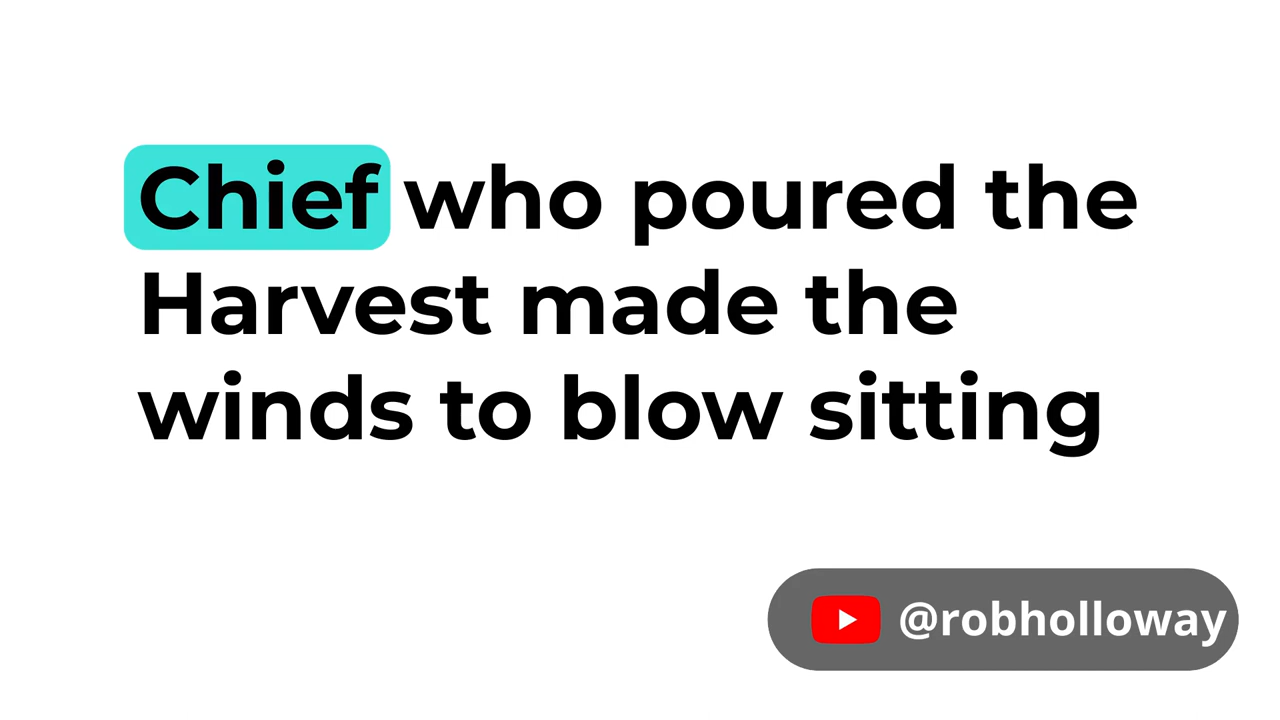 Chief who poured the
Harvest made the
winds to blow sitting
@robholloway